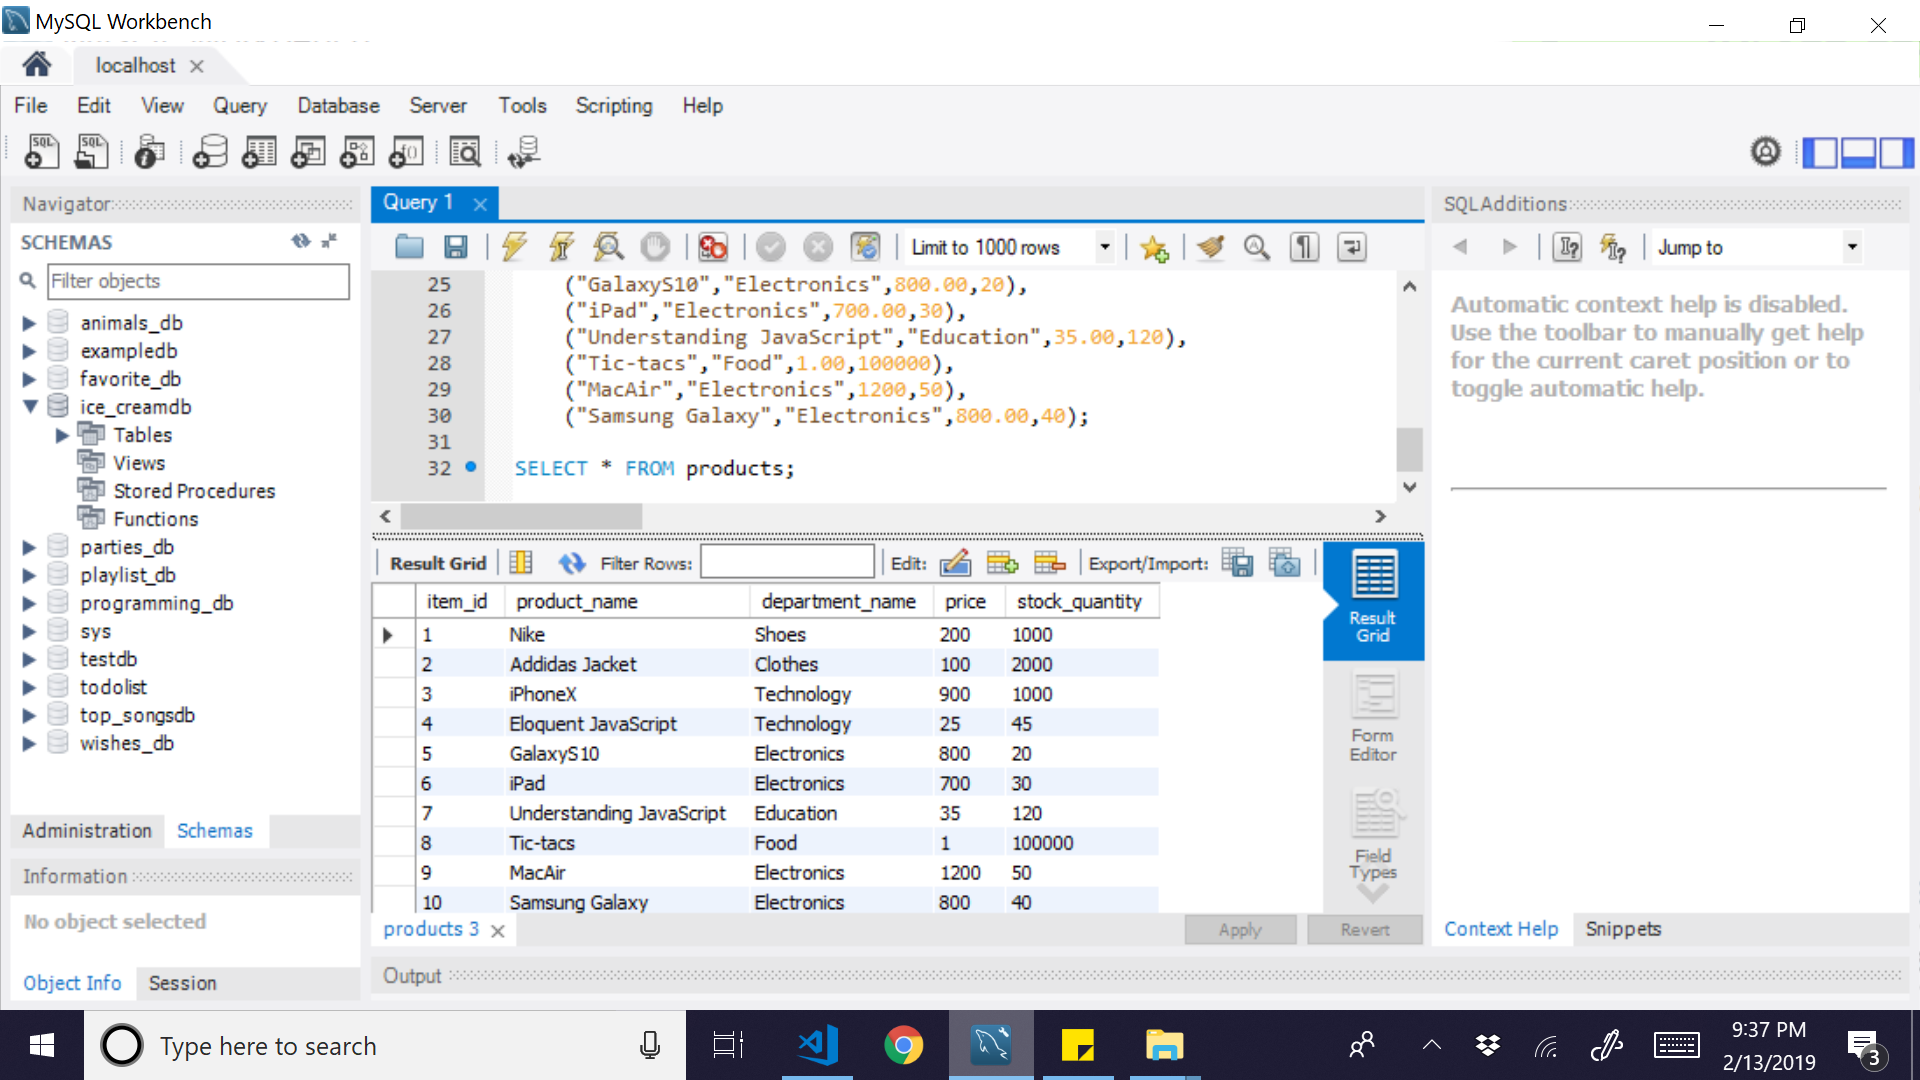 MySQL Workbench
localhost
File Edit View Query Database Server Tools Scripting Help
Navigator
SCHEMAS
Filter objects
animals_db
exampledb
favorite_db
ice_creamdb
Tables
Views
Stored Procedures
Functions
parties_db
playlist_db
programming_db
sys
testdb
todolist
top_songsdb
wishes_db
Administration Schemas
Information
No object selected
Object Info Session
Query 1
Limit to 1000 rows
25 ("GalaxyS10","Electronics",800.00,20),
26 ("iPad","Electronics",700.00,30),
27 ("Understanding JavaScript","Education",35.00,120),
28 ("Tic-tacs","Food",1.00,100000),
29 ("MacAir","Electronics",1200,50),
30 ("Samsung Galaxy","Electronics",800.00,40);
31
32 SELECT * FROM products;
Result Grid Filter Rows: Edit: Export/Import:
item_id product_name department_name price stock_quantity
1 Nike Shoes 200 1000
2 Addidas Jacket Clothes 100 2000
3 iPhoneX Technology 900 1000
4 Eloquent JavaScript Technology 25 45
5 GalaxyS10 Electronics 800 20
6 iPad Electronics 700 30
7 Understanding JavaScript Education 35 120
8 Tic-tacs Food 1 100000
9 MacAir Electronics 1200 50
10 Samsung Galaxy Electronics 800 40
Result
Grid
Form
Editor
Field
Types
products 3 Apply Revert
Output
SQLAdditions
Jump to
Automatic context help is disabled.
Use the toolbar to manually get help
for the current caret position or to
toggle automatic help.
Context Help Snippets
Type here to search
9:37 PM
2/13/2019
3